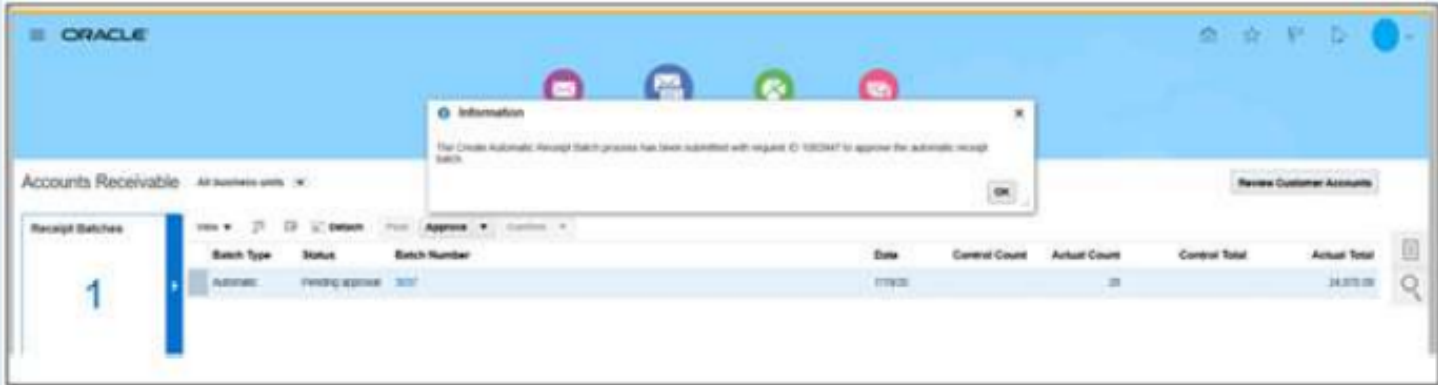 ORACLE
Information
The Create Automatic Receipt Batch process has been submitted with request ID to approve the automatic receipt
batch.
OK
Accounts Receivable All business units
Review Customer Accounts
Receipt Batches
View Detach Post Approve Confirm
Batch Type Status Batch Number Date Control Count Actual Count Control Total Actual Total
1
Automatic Pending approval